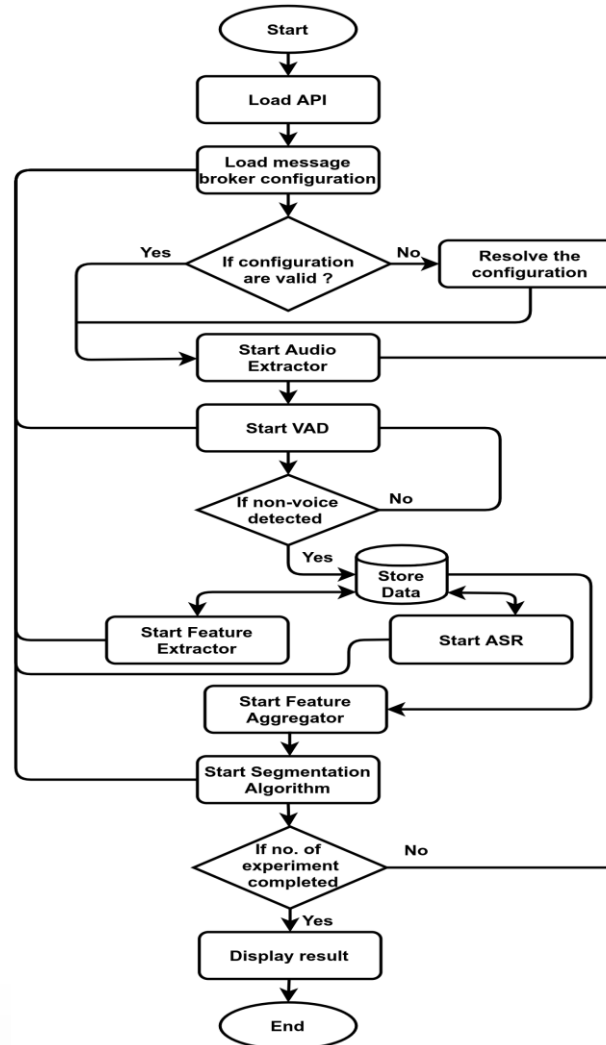 Start
Load API
Load message
broker configuration
Yes
If configuration
are valid ?
No
Resolve the
configuration
Start Audio
Extractor
Start VAD
If non-voice
detected
No
Yes
Store
Data
Start Feature
Extractor
Start ASR
Start Feature
Aggregator
Start Segmentation
Algorithm
If no. of
experiment
completed
No
Yes
Display result
End